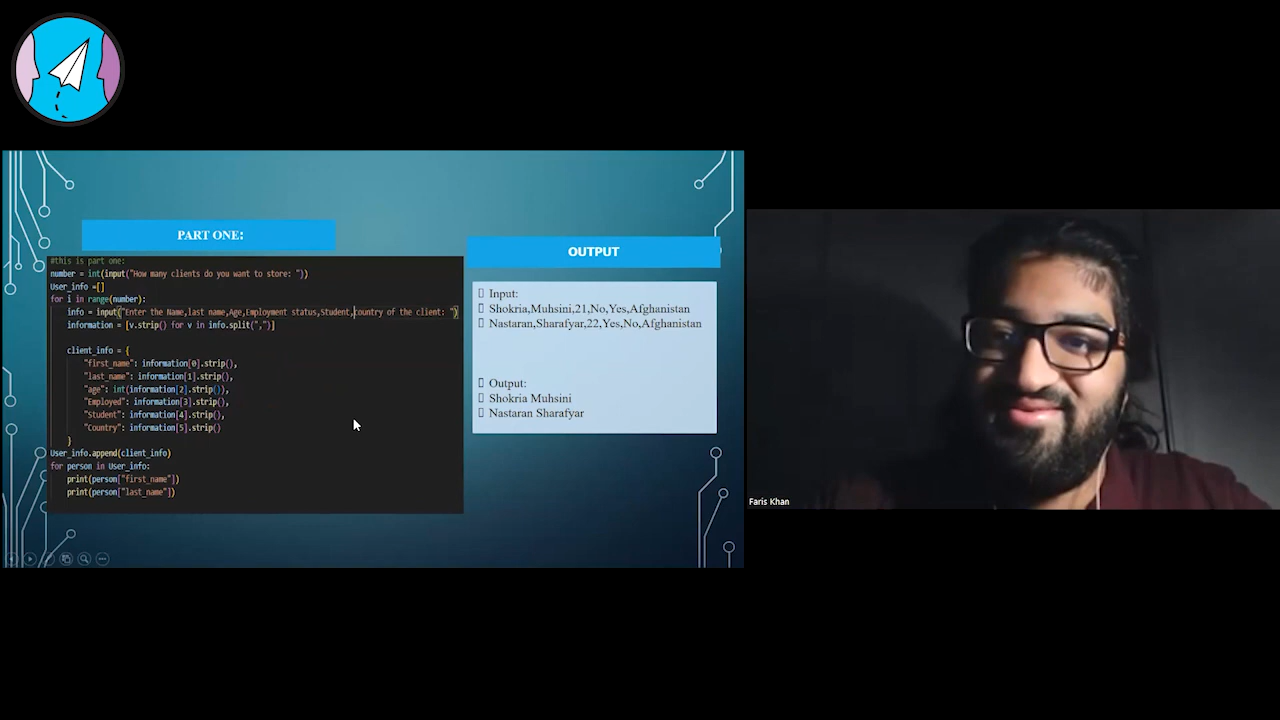 PART ONE:
#this is part one:
number = int(input("How many clients do you want to store: "))
User_info =[]
for i in range(number):
info = input("Enter the Name,last name,Age,Employment status,Student,Country of the client: ")
information = [v.strip() for v in info.split(",")]
client_info = {
"first_name": information[0].strip(),
"last_name": information[1].strip(),
"age": int(information[2].strip()),
"Employed": information[3].strip(),
"Student": information[4].strip(),
"Country": information[5].strip()
}
User_info.append(client_info)
for person in User_info:
print(person["first_name"])
print(person["last_name"])
OUTPUT
Input:
Shokria,Muhsini,21,No,Yes,Afghanistan
Nastaran,Sharafyar,22,Yes,No,Afghanistan
Output:
Shokria Muhsini
Nastaran Sharafyar
Faris Khan